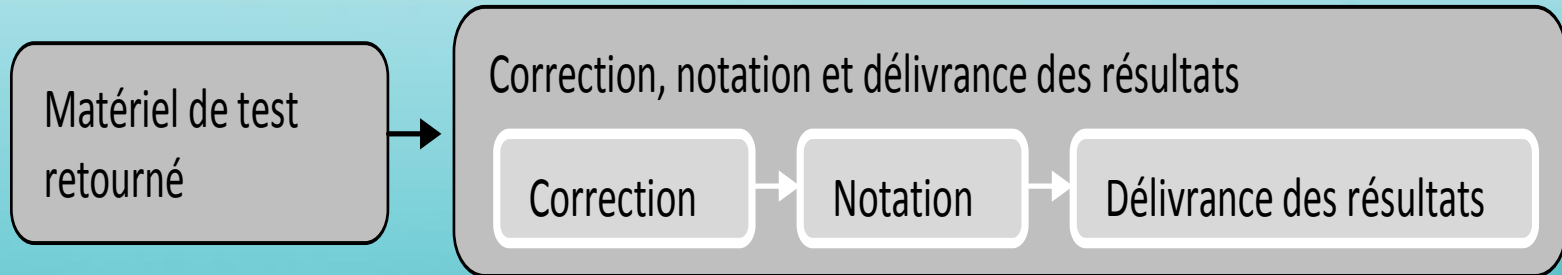 Matériel de test
retourné
Correction, notation et délivrance des résultats
Correction
Notation
Délivrance des résultats